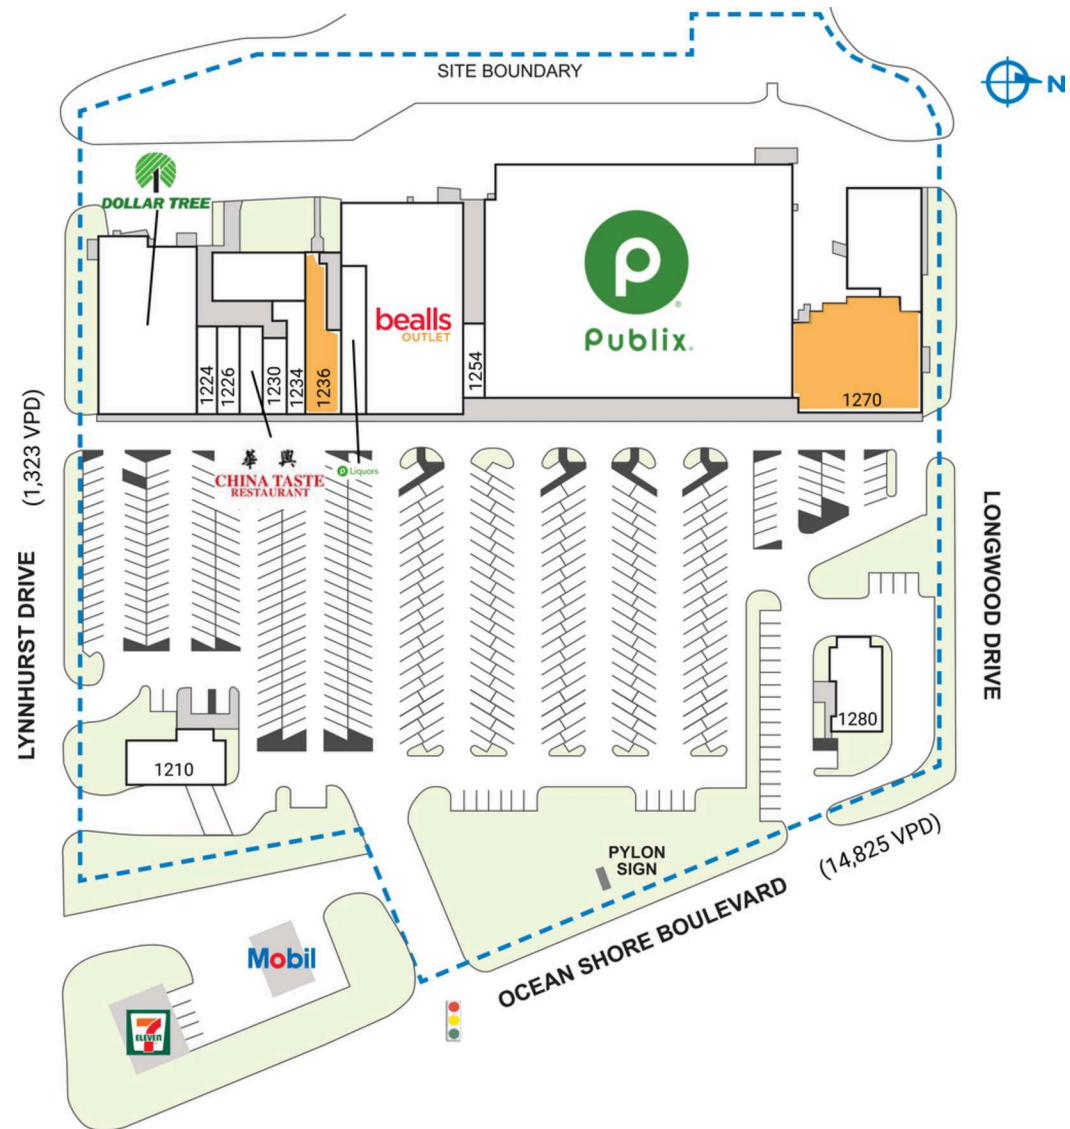 SITE BOUNDARY
N
DOLLAR TREE
bealls
OUTLET
P
Publix.
1224
1226
1230
1234
1236
1254
1270
華興
CHINA TASTE
RESTAURANT
P Liquors
(1,323 VPD)
LYNNHURST DRIVE
LONGWOOD DRIVE
1210
1280
PYLON
SIGN
(14,825 VPD)
OCEAN SHORE BOULEVARD
Mobil
7
ELEVEN